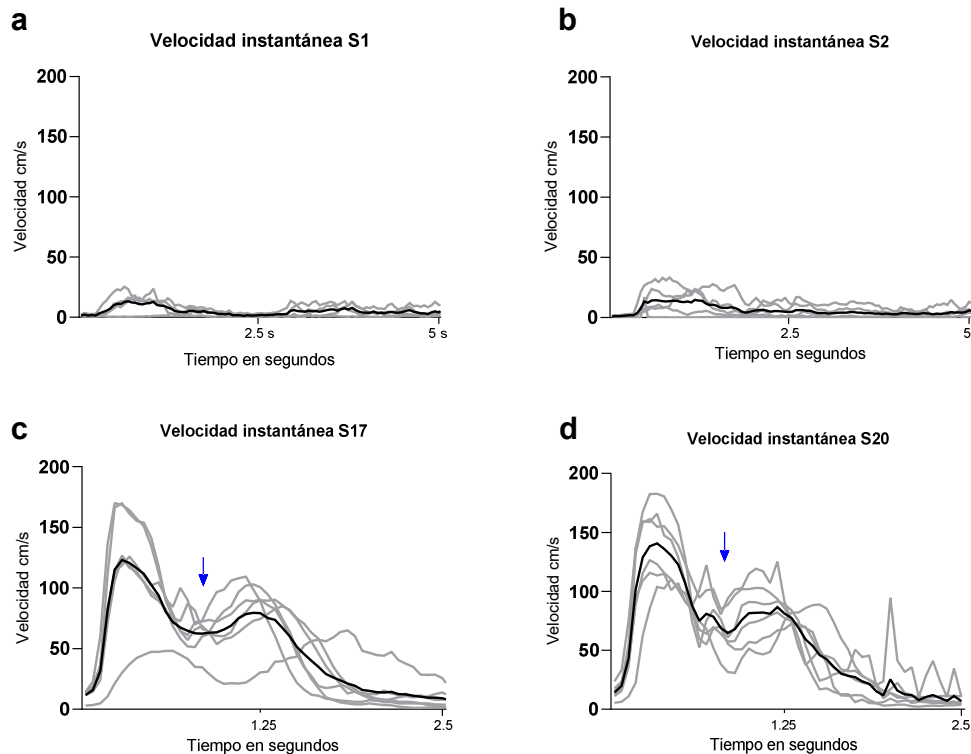 a
Velocidad instantánea S1
200
150
100
50
0
Velocidad cm/s
2.5 s
5 s
Tiempo en segundos
b
Velocidad instantánea S2
200
150
100
50
0
Velocidad cm/s
2.5
5
Tiempo en segundos
c
Velocidad instantánea S17
200
150
100
50
0
Velocidad cm/s
1.25
2.5
Tiempo en segundos
d
Velocidad instantánea S20
200
150
100
50
0
Velocidad cm/s
1.25
2.5
Tiempo en segundos